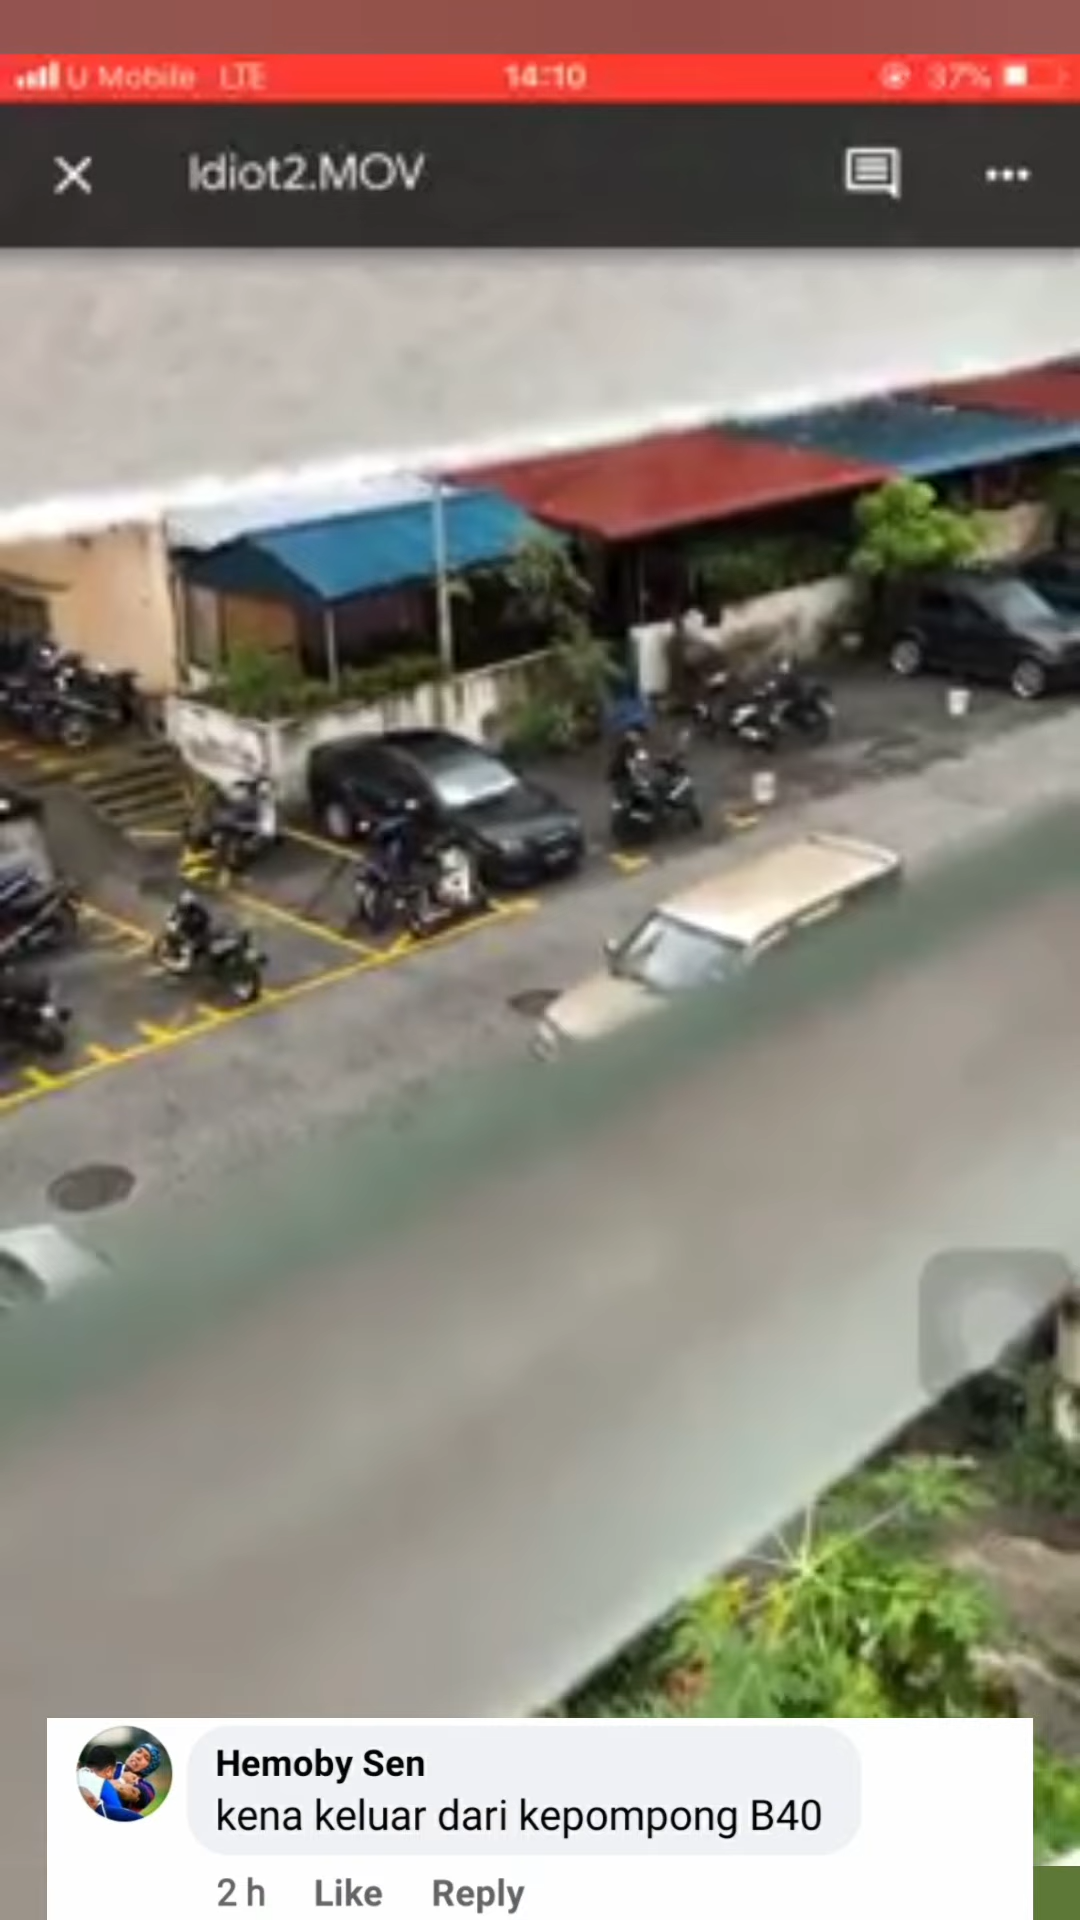 U Mobile LTE 14:10 37%
Idiot2.MOV
Hemoby Sen
kena keluar dari kepompong B40
2 h Like Reply